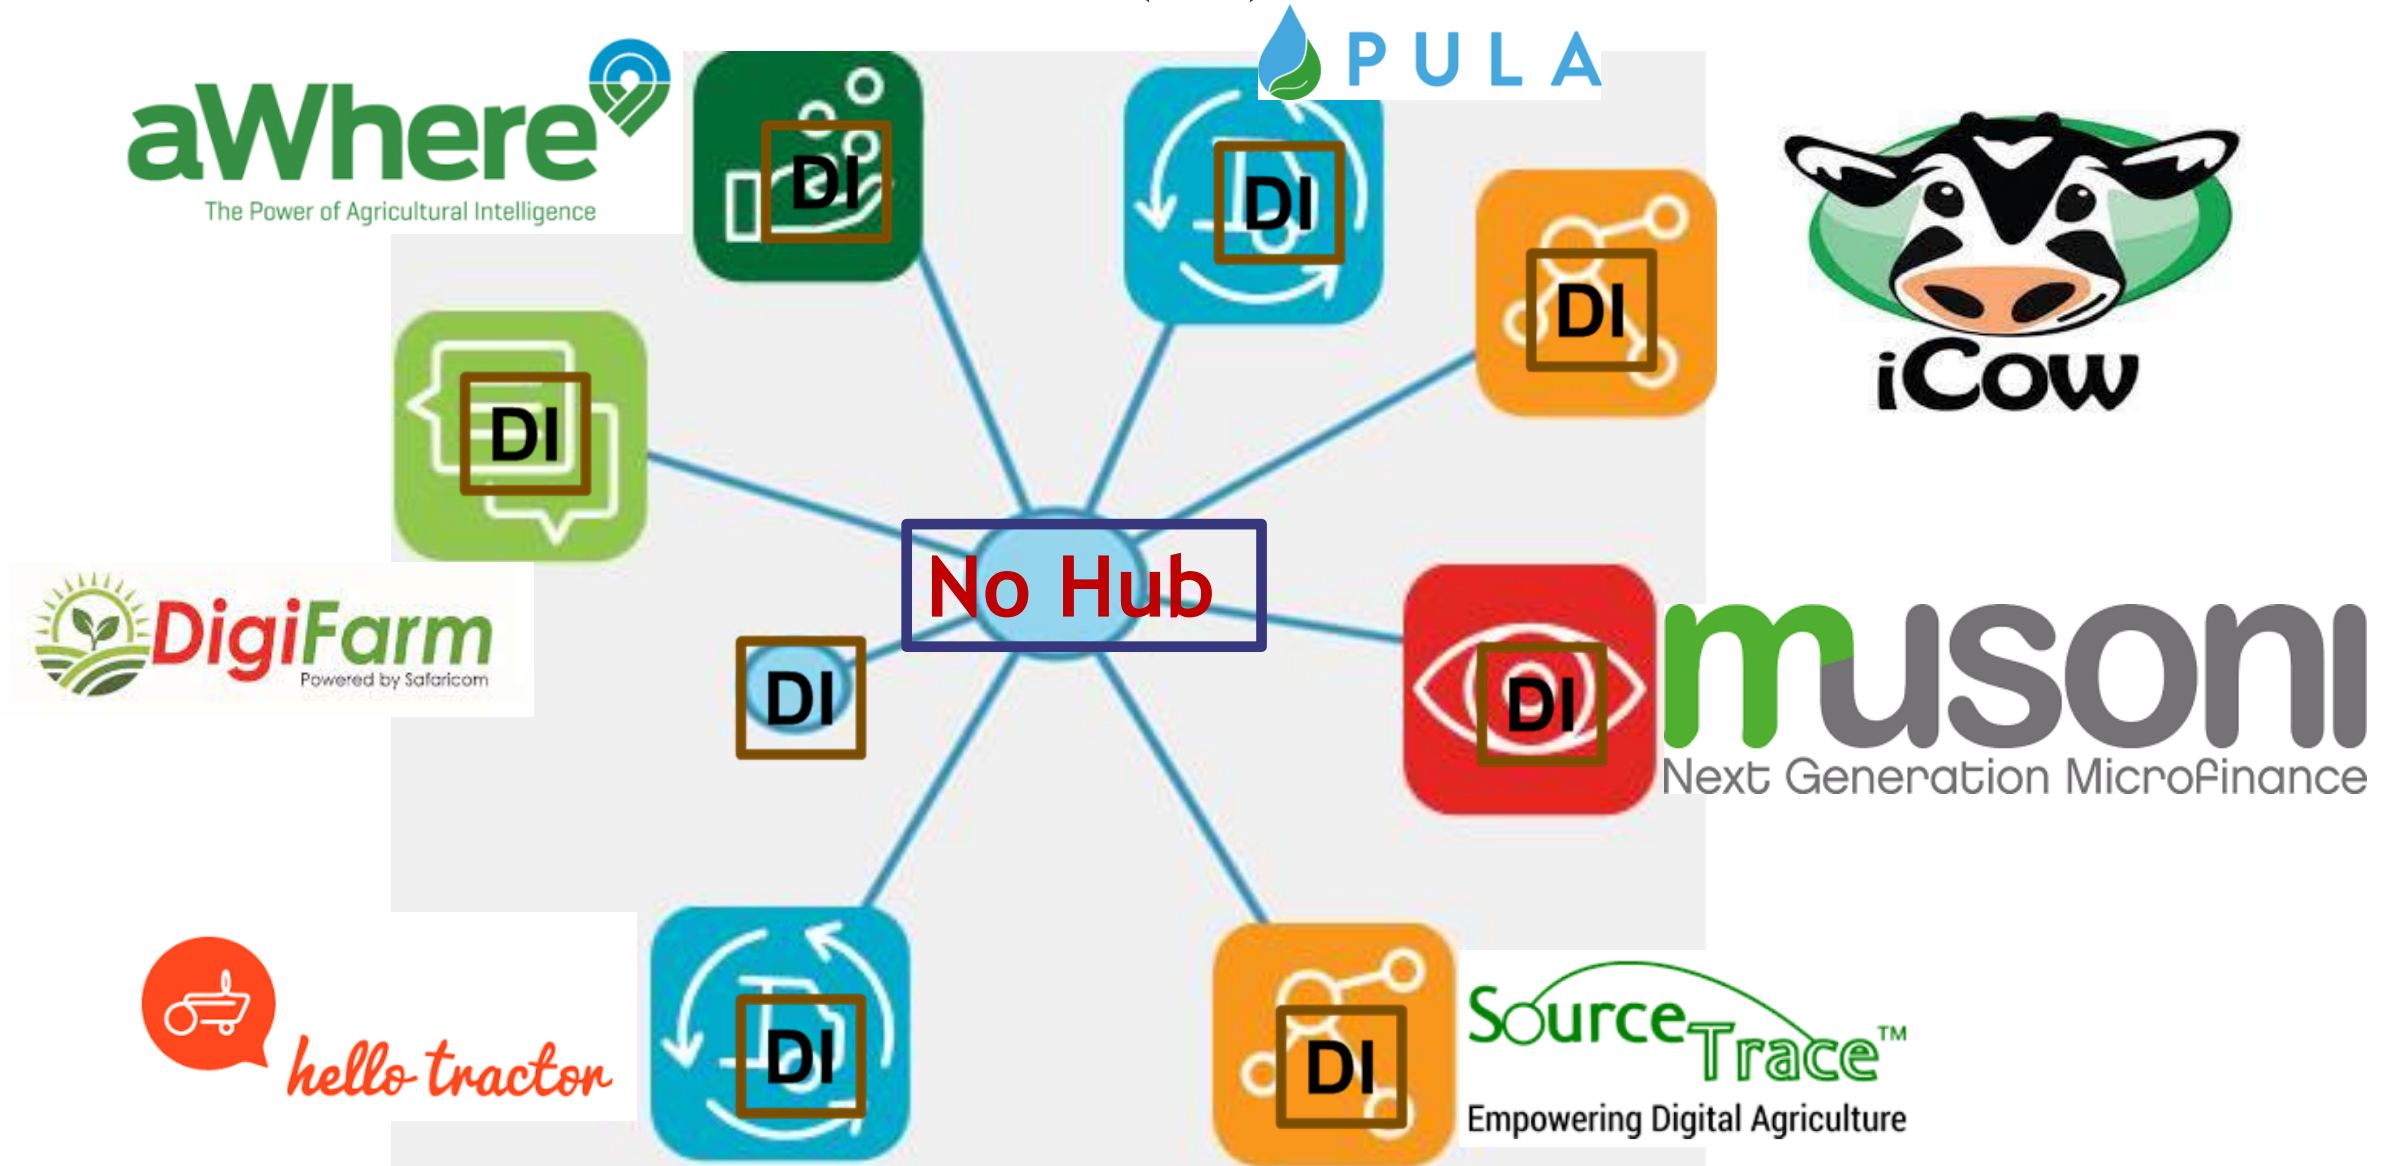 PULA
aWhere
The Power of Agricultural Intelligence
DI
DI
DI
iCow
DI
No Hub
DigiFarm
Powered by Safaricom
DI
DI
musoni
Next Generation Microfinance
hello tractor
DI
DI
SourceTrace™
Empowering Digital Agriculture